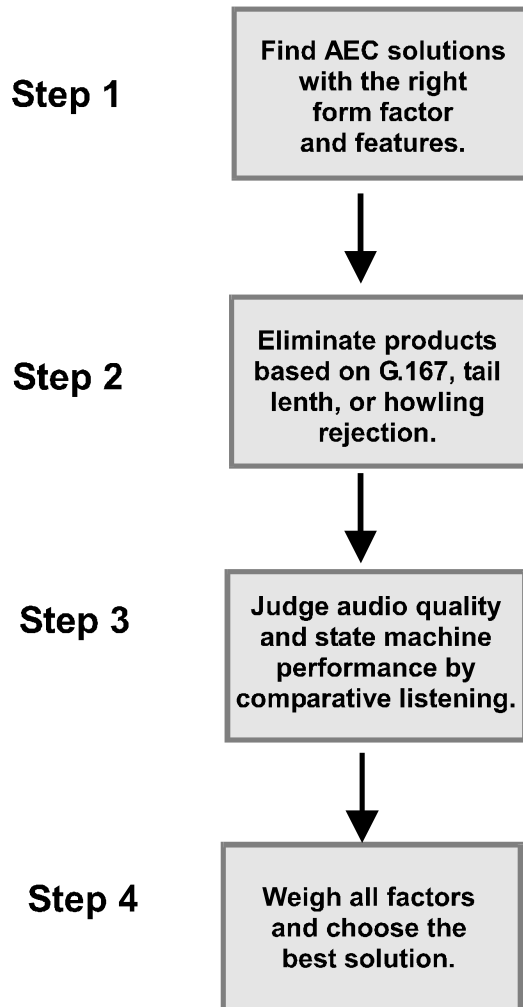 Step 1
Find AEC solutions
with the right
form factor
and features.
Step 2
Eliminate products
based on G.167, tail
lenth, or howling
rejection.
Step 3
Judge audio quality
and state machine
performance by
comparative listening.
Step 4
Weigh all factors
and choose the
best solution.